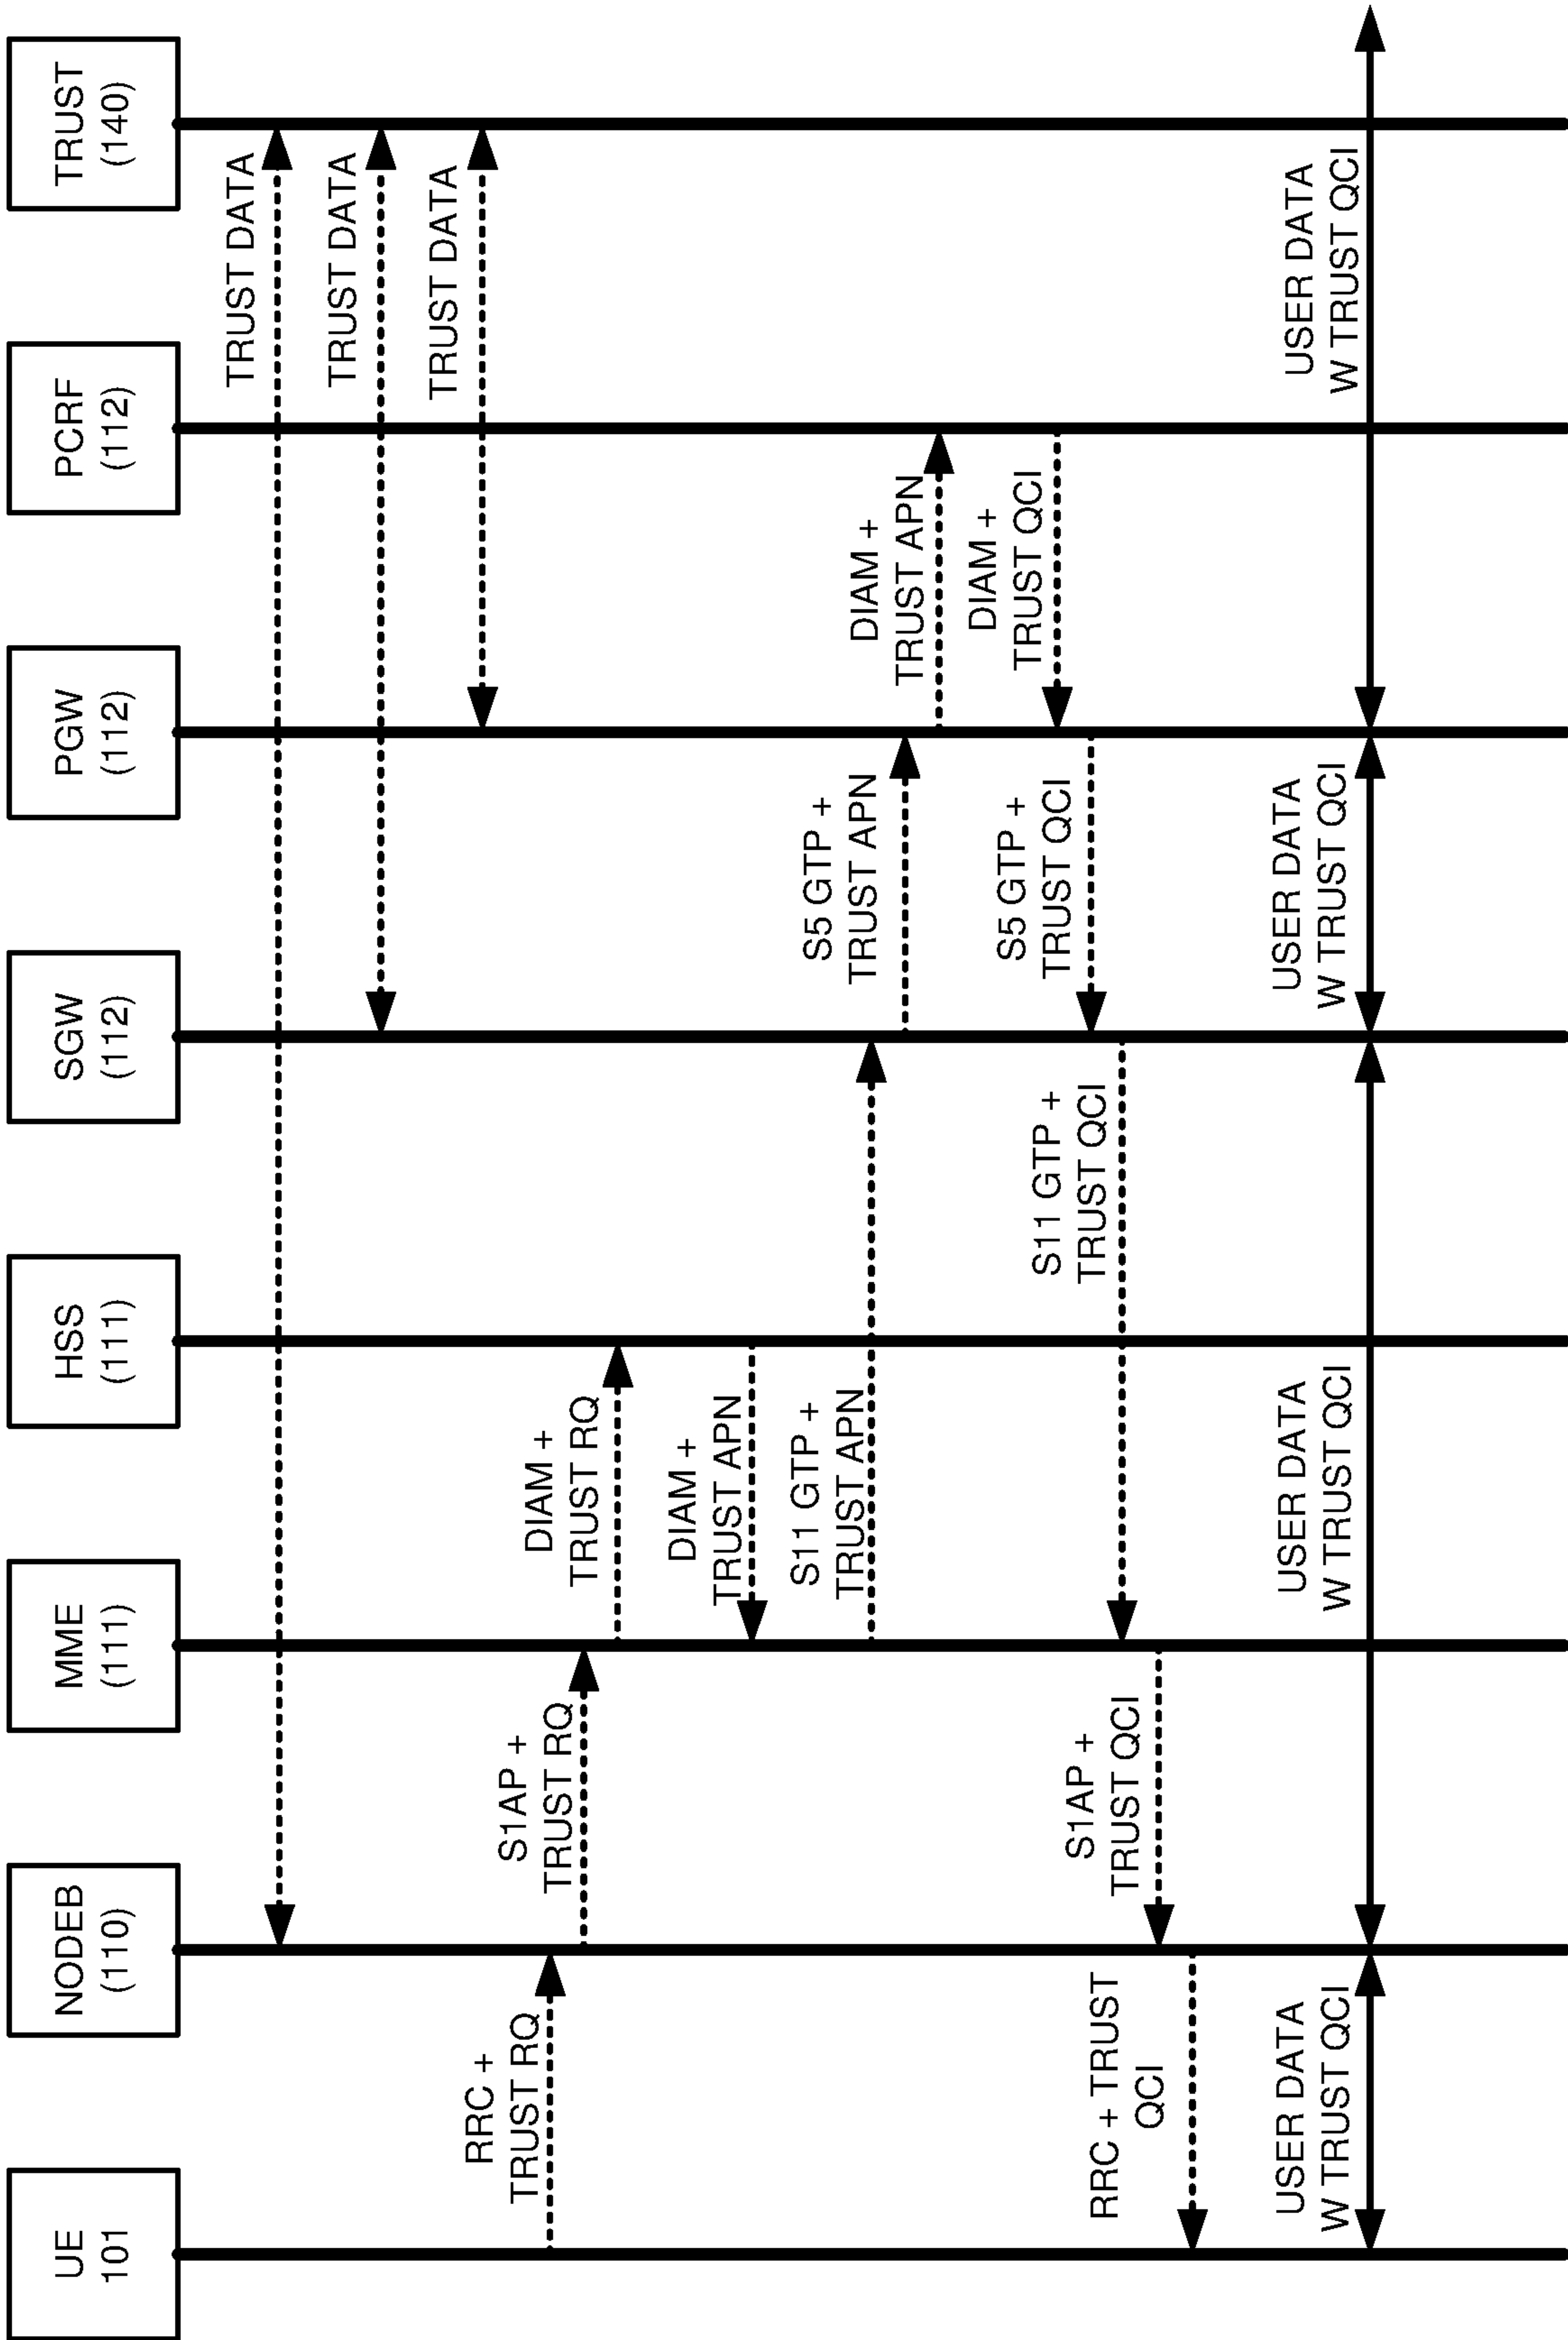 UE
101
NODEB
(110)
MME
(111)
HSS
(111)
SGW
(112)
PGW
(112)
PCRF
(112)
TRUST
(140)
TRUST DATA
TRUST DATA
TRUST DATA
RRC +
TRUST RQ
S1AP +
TRUST RQ
DIAM +
TRUST RQ
DIAM +
TRUST APN
S11 GTP +
TRUST APN
S5 GTP +
TRUST APN
DIAM +
TRUST APN
DIAM +
TRUST QCI
S5 GTP +
TRUST QCI
S11 GTP +
TRUST QCI
S1AP +
TRUST QCI
RRC + TRUST
QCI
USER DATA
W TRUST QCI
USER DATA
W TRUST QCI
USER DATA
W TRUST QCI
USER DATA
W TRUST QCI